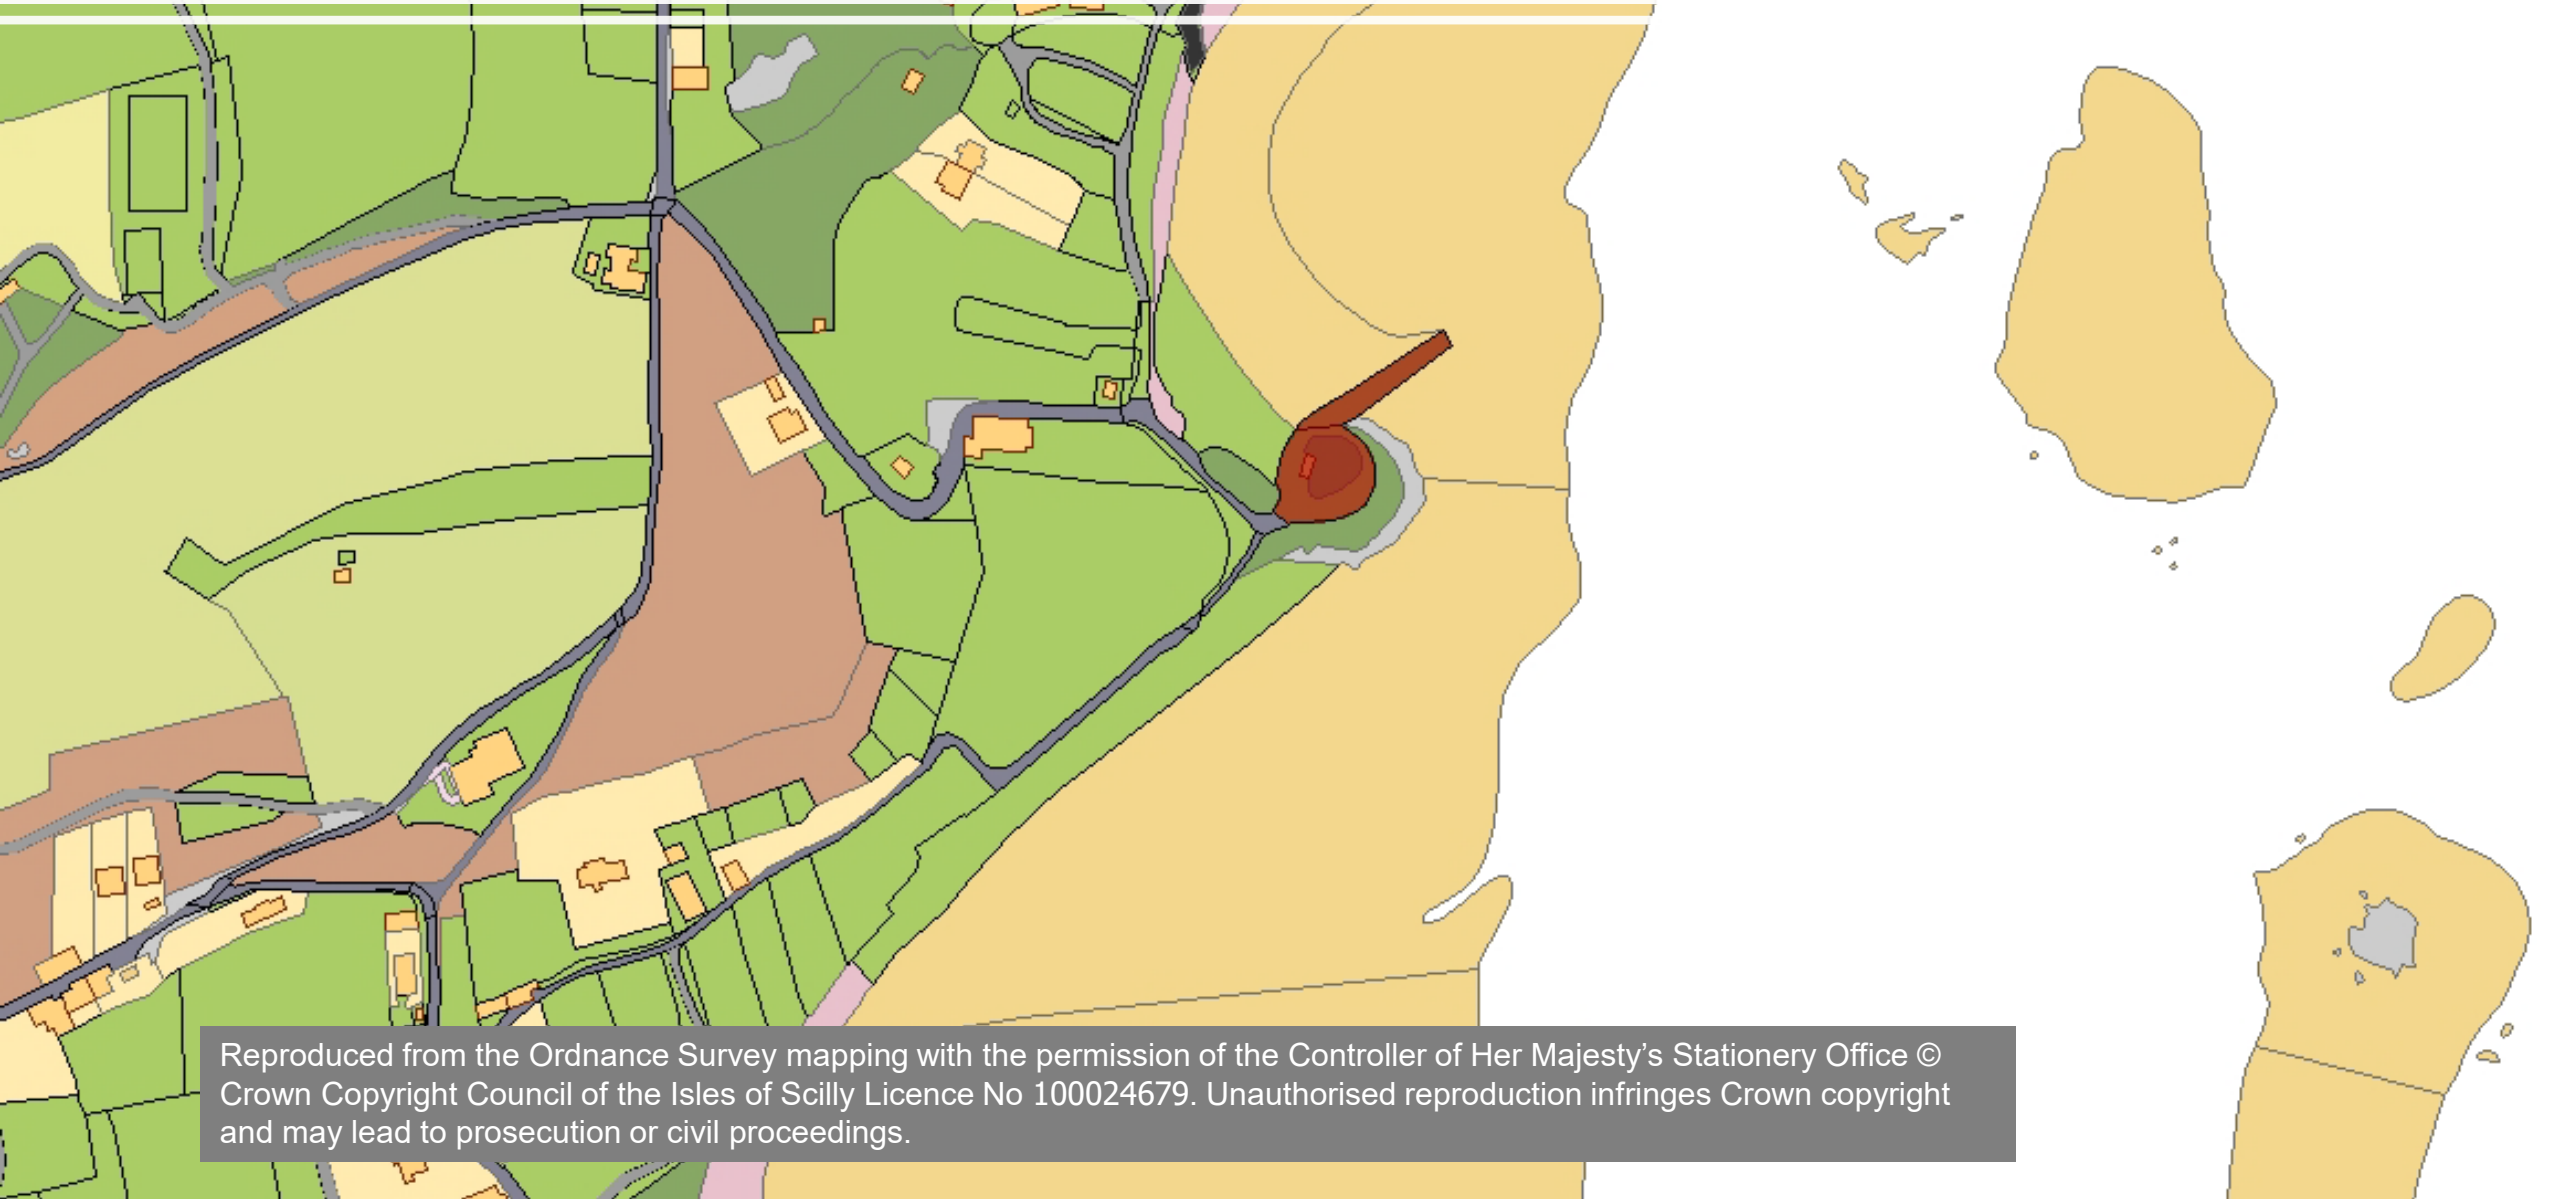 Reproduced from the Ordnance Survey mapping with the permission of the Controller of Her Majesty’s Stationery Office ©
Crown Copyright Council of the Isles of Scilly Licence No 100024679. Unauthorised reproduction infringes Crown copyright
and may lead to prosecution or civil proceedings.